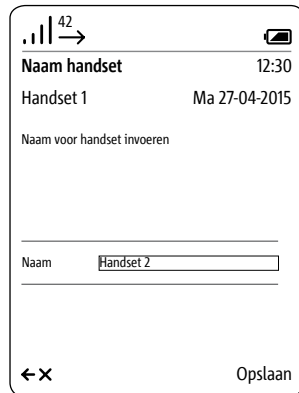 42
Naam handset 12:30
Handset 1 Ma 27-04-2015
Naam voor handset invoeren
Naam Handset 2
Opslaan